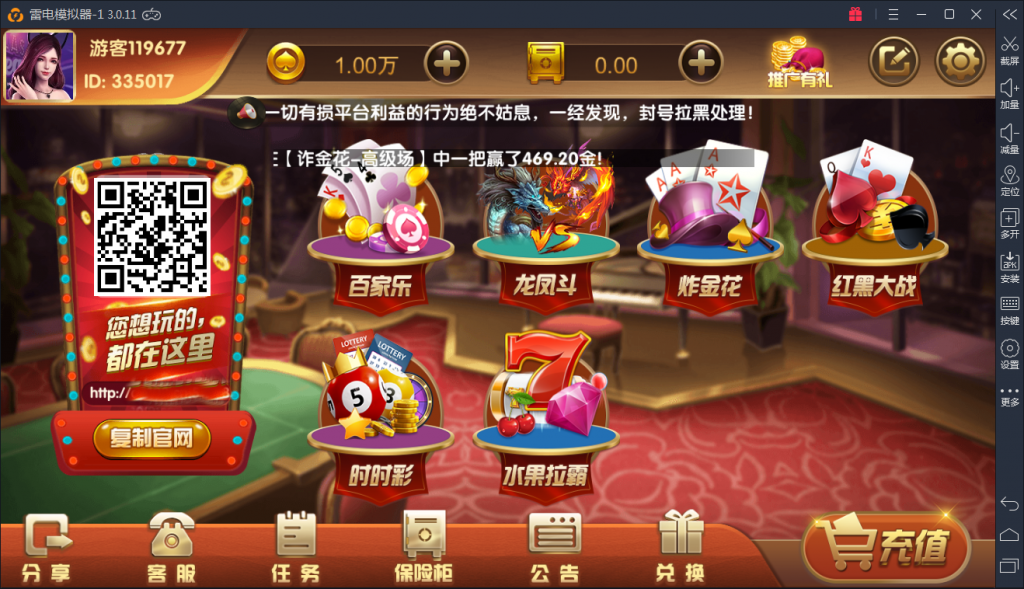 雷电模拟器-1 3.0.11
游客119677
ID: 335017
1.00万
0.00
推广有礼
一切有损平台利益的行为绝不姑息，一经发现，封号拉黑处理！
【诈金花-高级场】中一把赢了469.20金!
百家乐
龙凤斗
VS
炸金花
红黑大战
您想玩的，
都在这里
http://
复制官网
LOTTERY
LOTTERY
5
3
时时彩
7
水果拉霸
分享
客服
任务
保险柜
公告
兑换
充值
截屏
加量
减量
定位
多开
APK
安装
按键
设置
更多